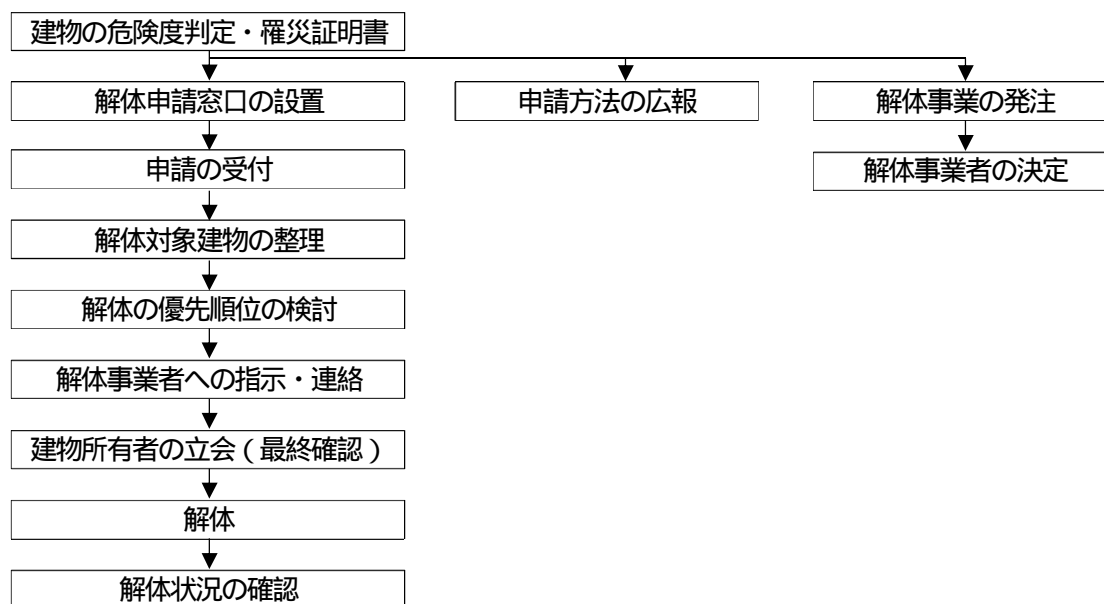 建物の危険度判定・罹災証明書
解体申請窓口の設置
申請方法の広報
解体事業の発注
申請の受付
解体事業者の決定
解体対象建物の整理
解体の優先順位の検討
解体事業者への指示・連絡
建物所有者の立会(最終確認)
解体
解体状況の確認